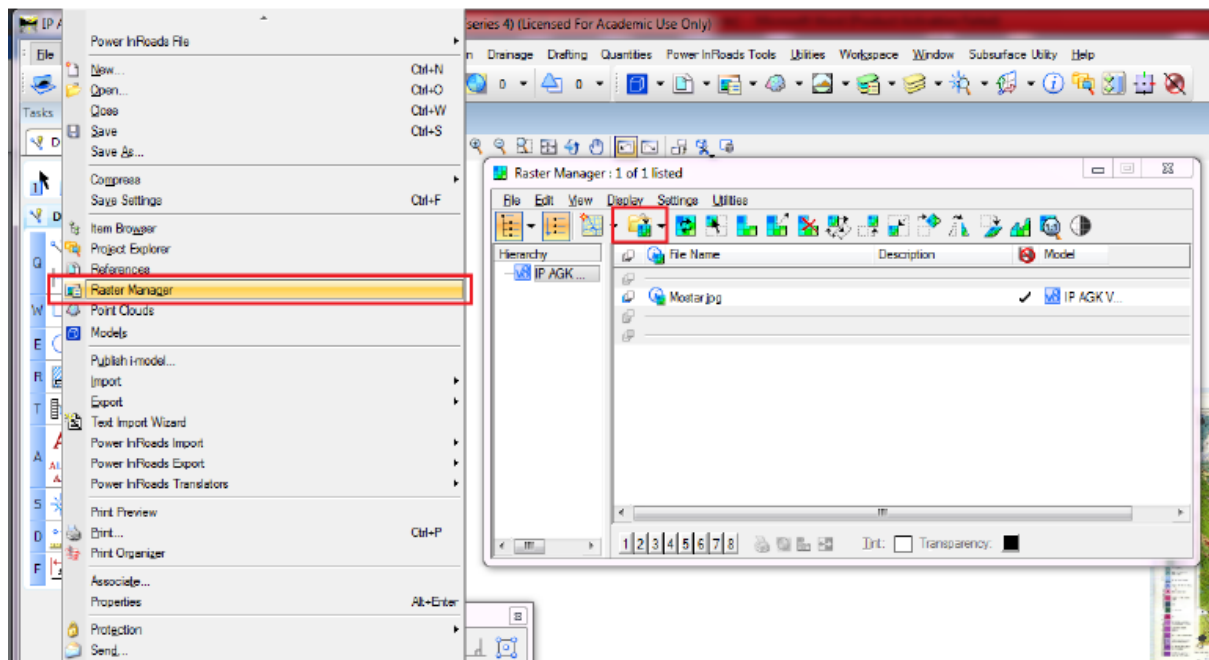 IP A
series 4) (Licensed For Academic Use Only)
File
n Drainage Drafting Quantities Power InRoads Tools Utilities Workspace Window Subsurface Utility Help
0 0
Tasks
D
Power InRoads File
New... Ctrl+N
Open... Ctrl+O
Close Ctrl+W
Save Ctrl+S
Save As...
Compress
Save Settings Ctrl+F
Item Browser
Project Explorer
References
Raster Manager
Point Clouds
Models
Publish i-model...
Import
Export
Text Import Wizard
Power InRoads Import
Power InRoads Export
Power InRoads Translators
Print Preview
Print... Ctrl+P
Print Organizer
Associate...
Properties Alt+Enter
Protection
Send...
1
D
Q
W
E
R
T
A
S
D
F
Raster Manager : 1 of 1 listed
File Edit View Display Settings Utilities
Hierarchy
IP AGK ...
File Name Description Model
Mostar.jpg IP AGK V...
1 2 3 4 5 6 7 8 Tint: Transparency: